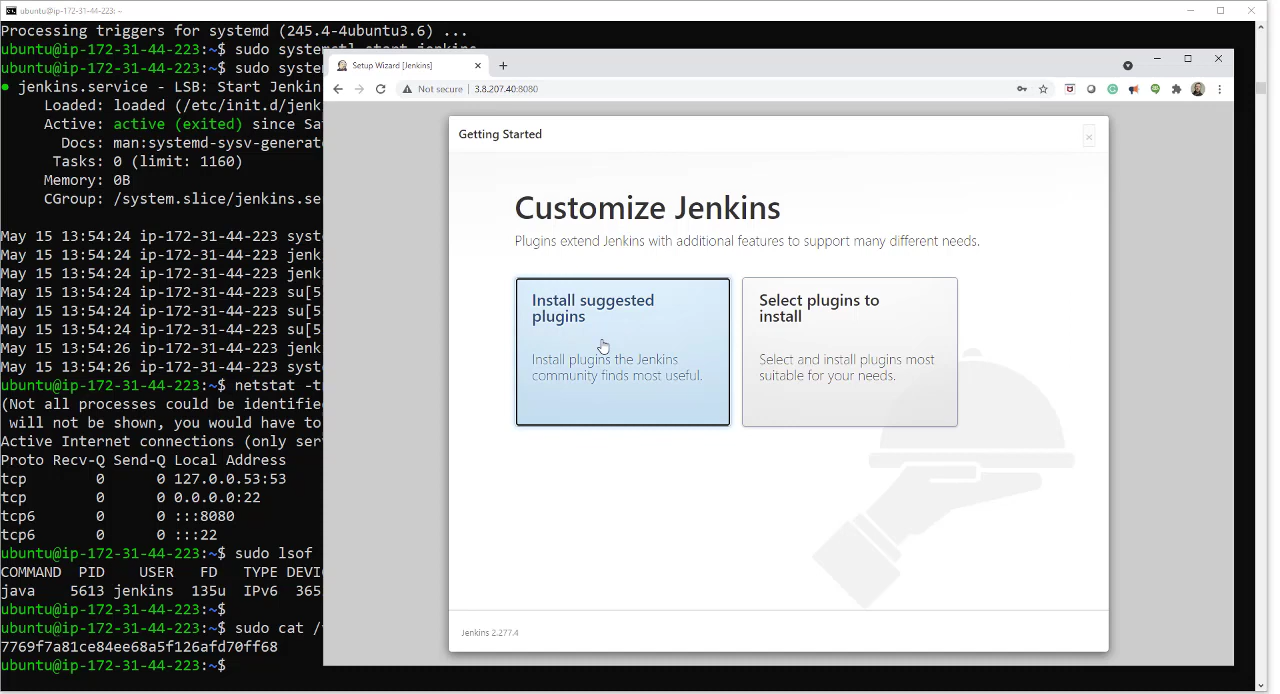 ubuntu@ip-172-31-44-223: ~
Processing triggers for systemd (245.4-4ubuntu3.6) ...
ubuntu@ip-172-31-44-223:~$ sudo systemctl start jenkins
ubuntu@ip-172-31-44-223:~$ sudo syste
● jenkins.service - LSB: Start Jenkin
Loaded: loaded (/etc/init.d/jenk
Active: active (exited) since Sa
Docs: man:systemd-sysv-generat
Tasks: 0 (limit: 1160)
Memory: 0B
CGroup: /system.slice/jenkins.se
May 15 13:54:24 ip-172-31-44-223 syst
May 15 13:54:24 ip-172-31-44-223 jenk
May 15 13:54:24 ip-172-31-44-223 jenk
May 15 13:54:24 ip-172-31-44-223 su[5
May 15 13:54:24 ip-172-31-44-223 su[5
May 15 13:54:24 ip-172-31-44-223 su[5
May 15 13:54:26 ip-172-31-44-223 jenk
May 15 13:54:26 ip-172-31-44-223 syst
ubuntu@ip-172-31-44-223:~$ netstat -t
(Not all processes could be identifie
will not be shown, you would have to
Active Internet connections (only ser
Proto Recv-Q Send-Q Local Address
tcp 0 0 127.0.0.53:53
tcp 0 0 0.0.0.0:22
tcp6 0 0 :::8080
tcp6 0 0 :::22
ubuntu@ip-172-31-44-223:~$ sudo lsof
COMMAND PID USER FD TYPE DEVI
java 5613 jenkins 135u IPv6 365
ubuntu@ip-172-31-44-223:~$
ubuntu@ip-172-31-44-223:~$ sudo cat /
7769f7a81ce84ee68a5f126afd70ff68
ubuntu@ip-172-31-44-223:~$
Setup Wizard [Jenkins]
Not secure | 3.8.207.40:8080
Getting Started
Customize Jenkins
Plugins extend Jenkins with additional features to support many different needs.
Install suggested
plugins
Install plugins the Jenkins
community finds most useful.
Select plugins to
install
Select and install plugins most
suitable for your needs.
Jenkins 2.277.4